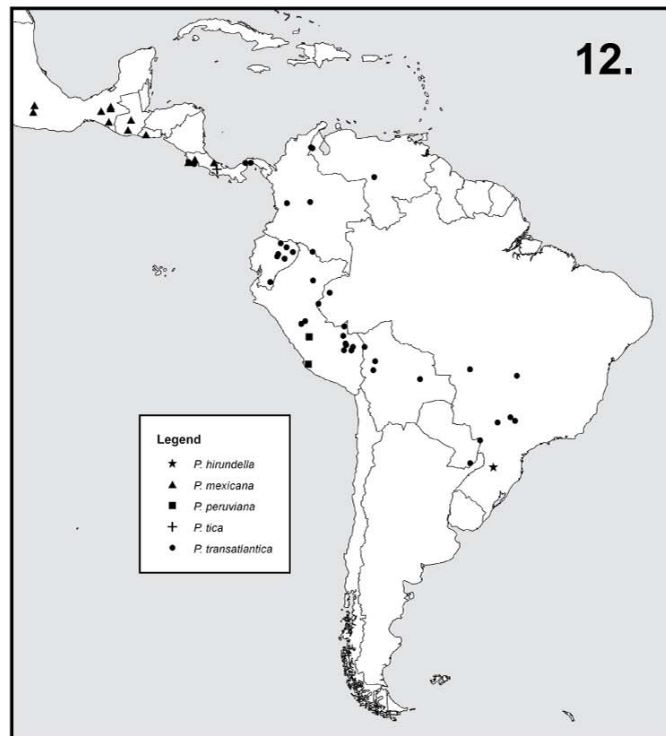 12.
Legend
P. hirundella
P. mexicana
P. peruviana
P. tica
P. transatlantica